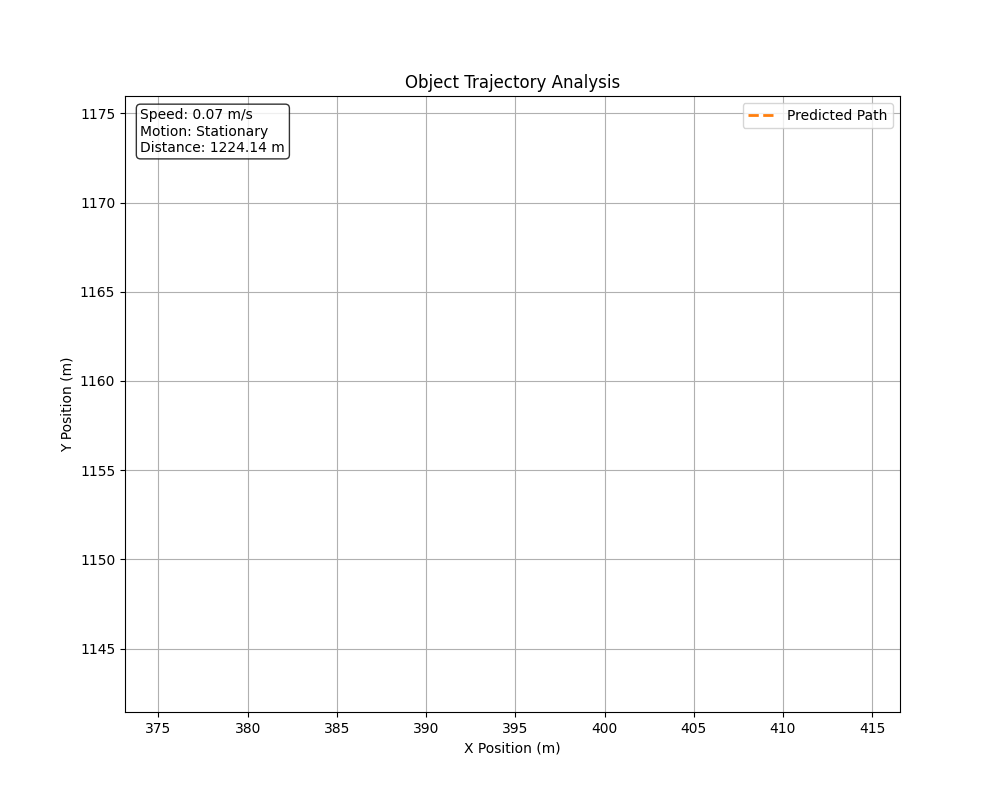 Object Trajectory Analysis
Speed: 0.07 m/s
Motion: Stationary
Distance: 1224.14 m
Predicted Path
1175
1170
1165
1160
1155
1150
1145
Y Position (m)
375 380 385 390 395 400 405 410 415
X Position (m)